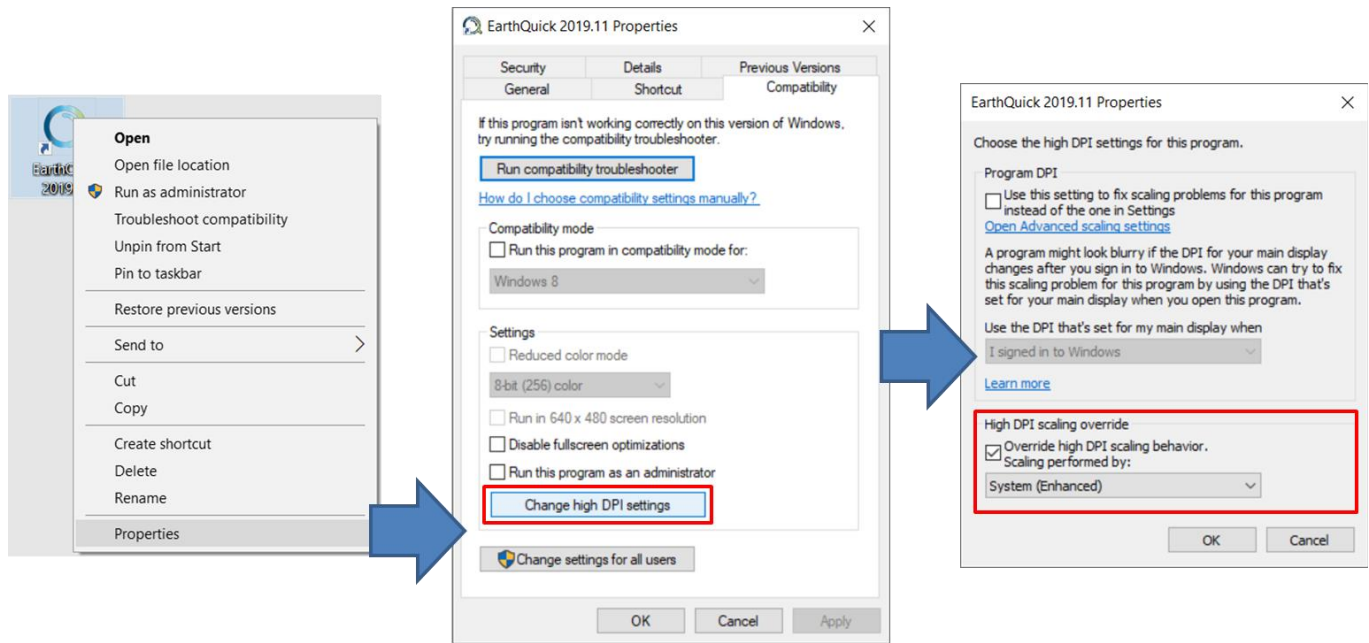 EarthQ
2019
Open
Open file location
Run as administrator
Troubleshoot compatibility
Unpin from Start
Pin to taskbar
Restore previous versions
Send to
Cut
Copy
Create shortcut
Delete
Rename
Properties
EarthQuick 2019.11 Properties
Security Details Previous Versions
General Shortcut Compatibility
If this program isn't working correctly on this version of Windows,
try running the compatibility troubleshooter.
Run compatibility troubleshooter
How do I choose compatibility settings manually?
Compatibility mode
Run this program in compatibility mode for:
Windows 8
Settings
Reduced color mode
8-bit (256) color
Run in 640 x 480 screen resolution
Disable fullscreen optimizations
Run this program as an administrator
Change high DPI settings
Change settings for all users
OK Cancel Apply
EarthQuick 2019.11 Properties
Choose the high DPI settings for this program.
Program DPI
Use this setting to fix scaling problems for this program
instead of the one in Settings
Open Advanced scaling settings
A program might look blurry if the DPI for your main display
changes after you sign in to Windows. Windows can try to fix
this scaling problem for this program by using the DPI that's
set for your main display when you open this program.
Use the DPI that's set for my main display when
I signed in to Windows
Learn more
High DPI scaling override
Override high DPI scaling behavior.
Scaling performed by:
System (Enhanced)
OK Cancel